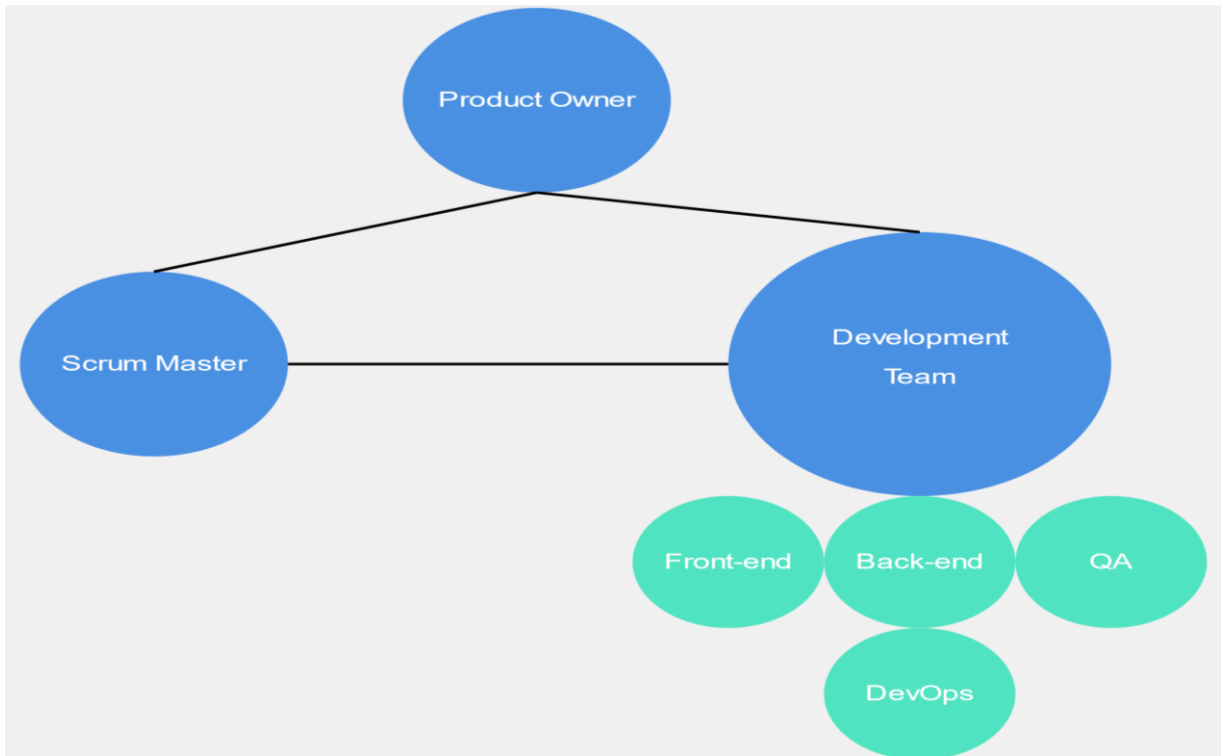 Product Owner
Scrum Master
Development
Team
Front-end
Back-end
QA
DevOps